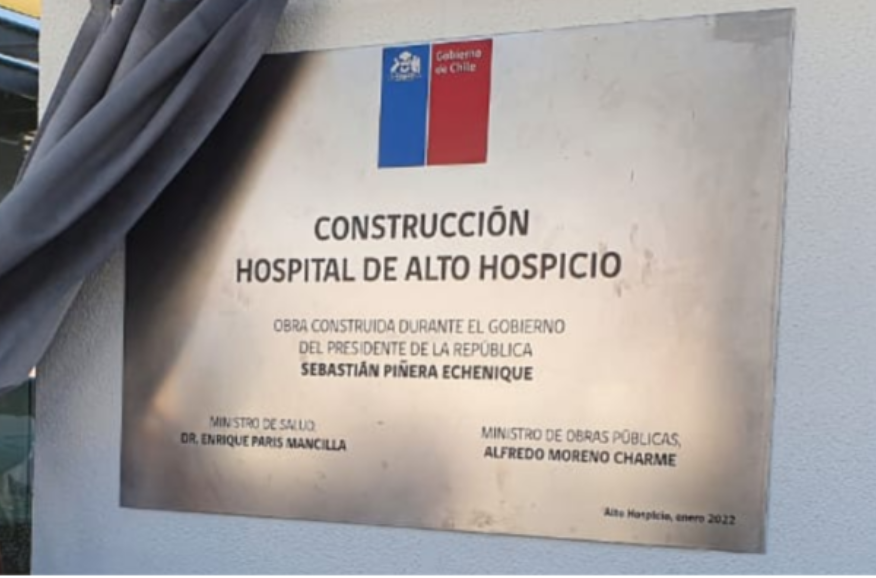 Gobierno
de Chile
CONSTRUCCIÓN
HOSPITAL DE ALTO HOSPICIO
OBRA CONSTRUIDA DURANTE EL GOBIERNO
DEL PRESIDENTE DE LA REPÚBLICA
SEBASTIÁN PIÑERA ECHENIQUE
MINISTRO DE SALUD,
DR. ENRIQUE PARIS MANCILLA
MINISTRO DE OBRAS PÚBLICAS,
ALFREDO MORENO CHARME
Alto Hospicio, enero 2022